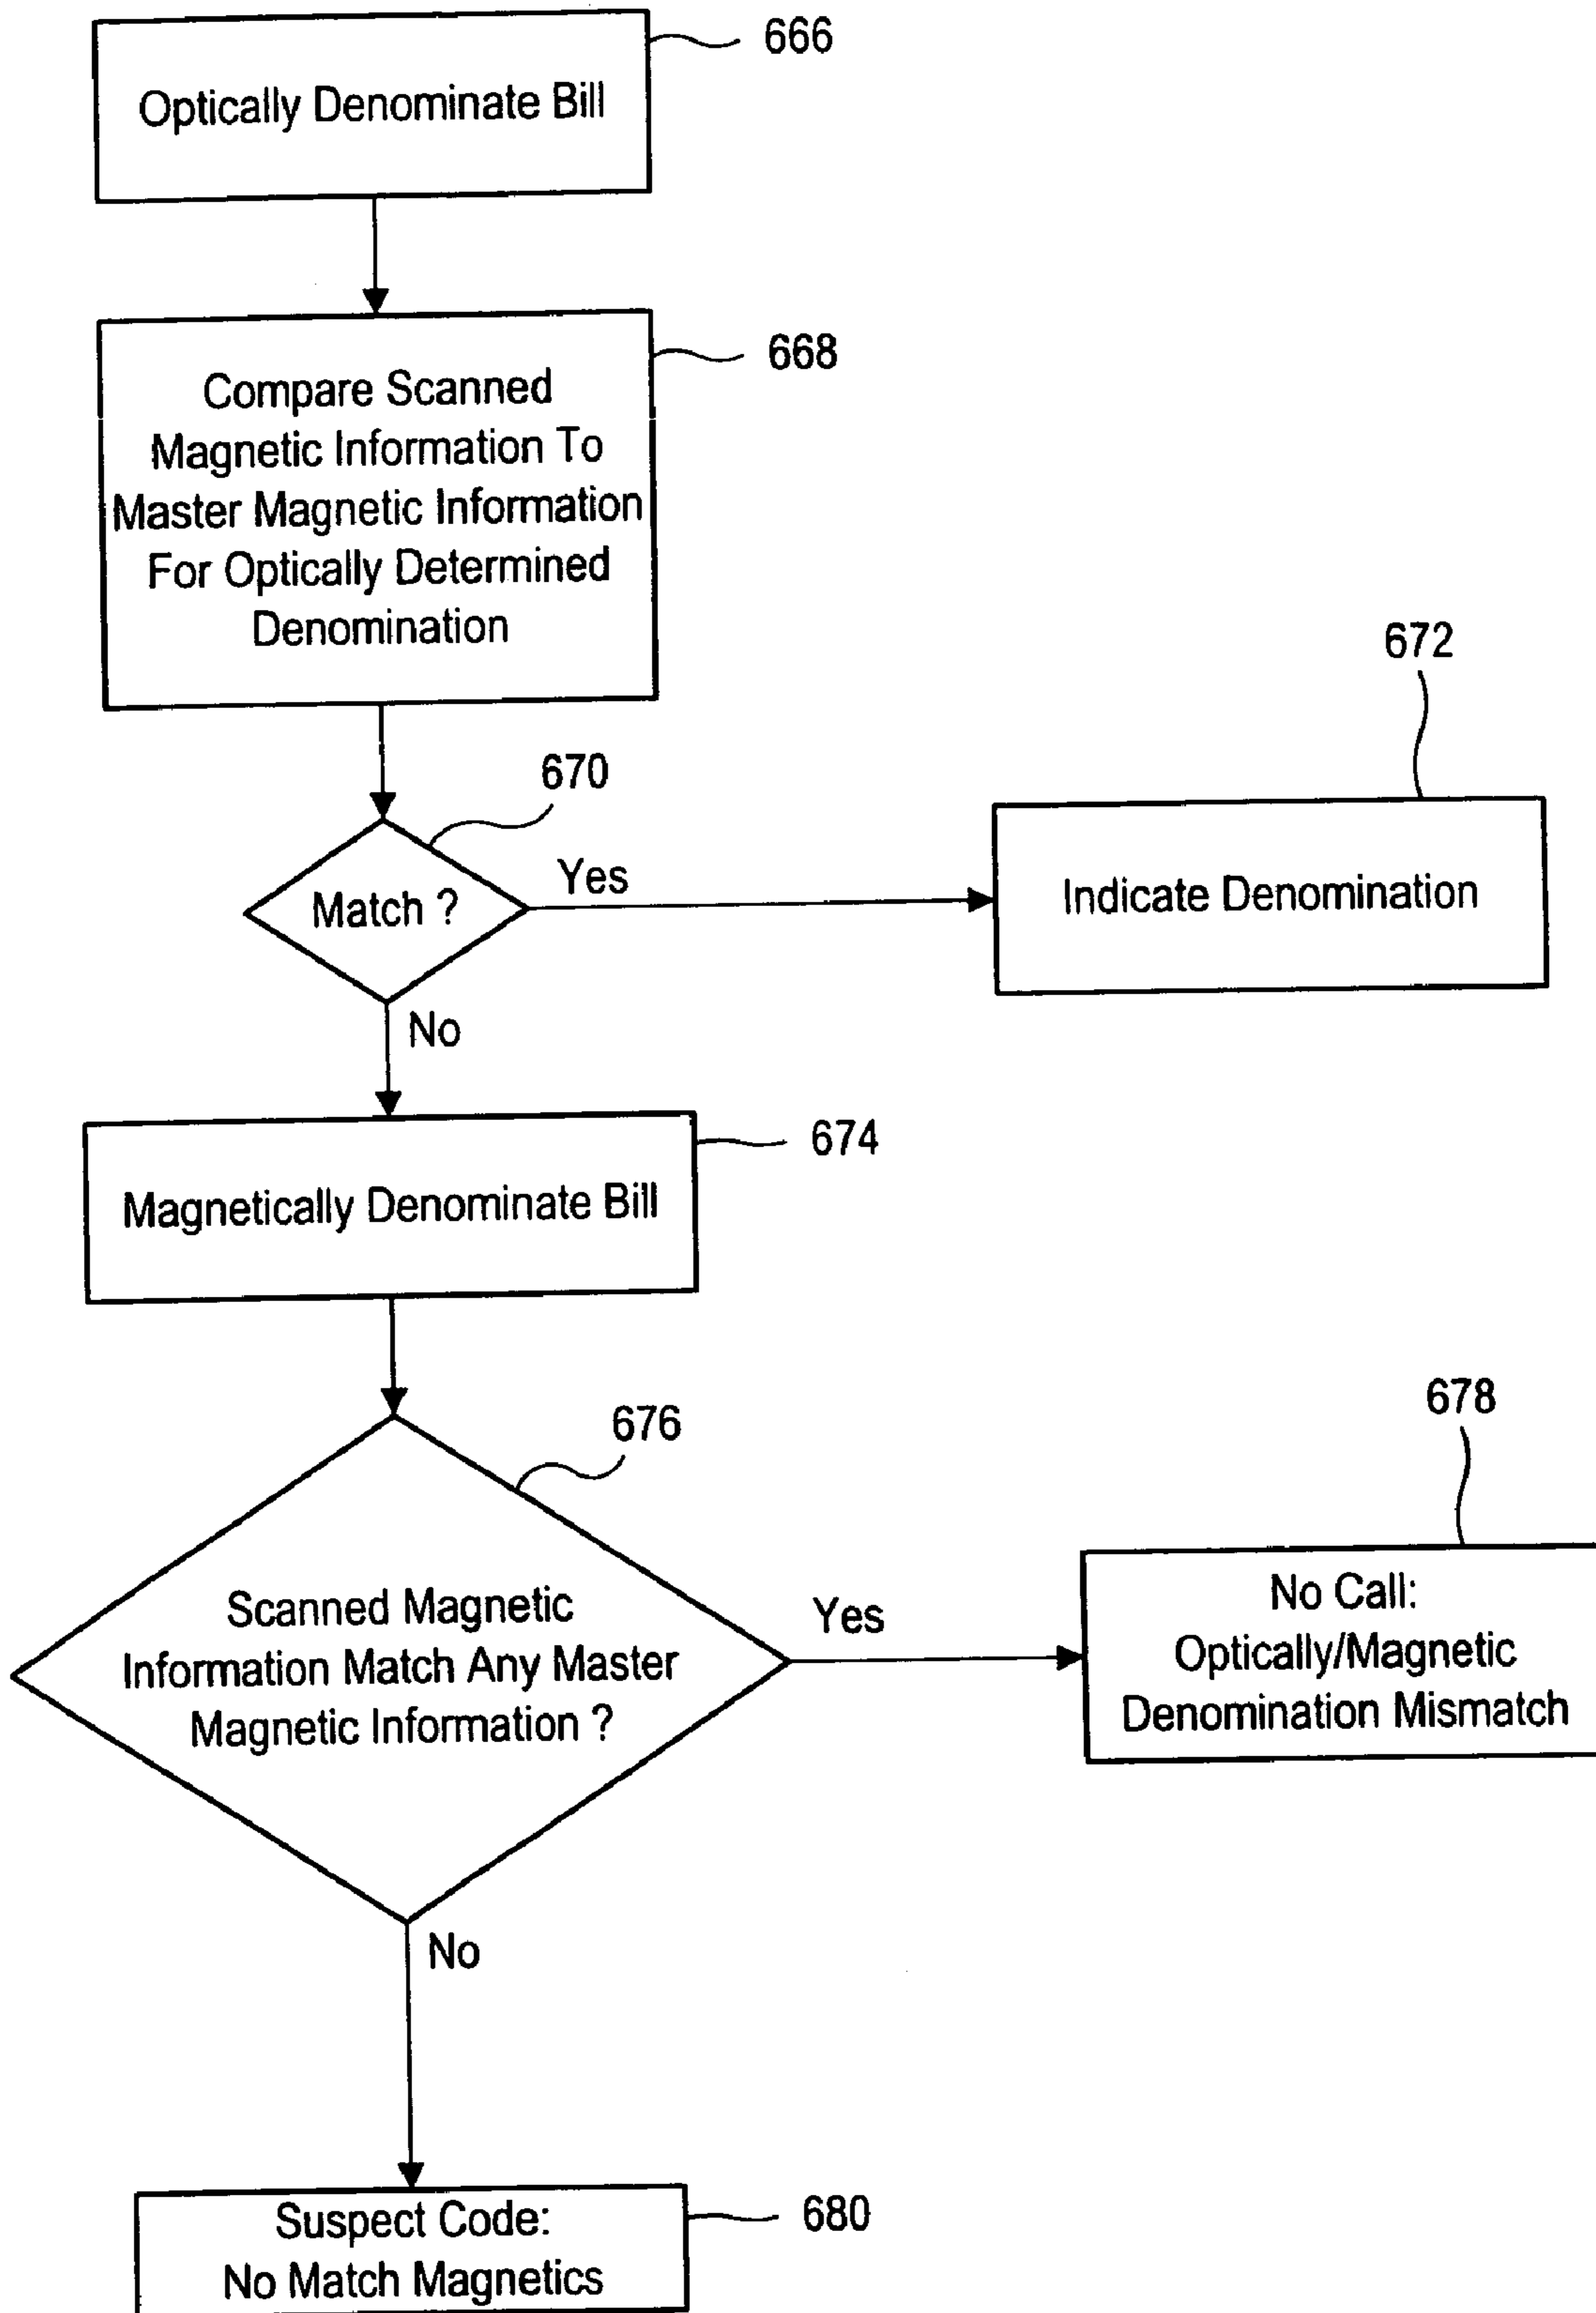 666
Optically Denominate Bill
668
Compare Scanned
Magnetic Information To
Master Magnetic Information
For Optically Determined
Denomination
672
670
Match ?
Yes
Indicate Denomination
No
674
Magnetically Denominate Bill
676
678
Scanned Magnetic
Information Match Any Master
Magnetic Information ?
Yes
No Call:
Optically/Magnetic
Denomination Mismatch
No
680
Suspect Code:
No Match Magnetics